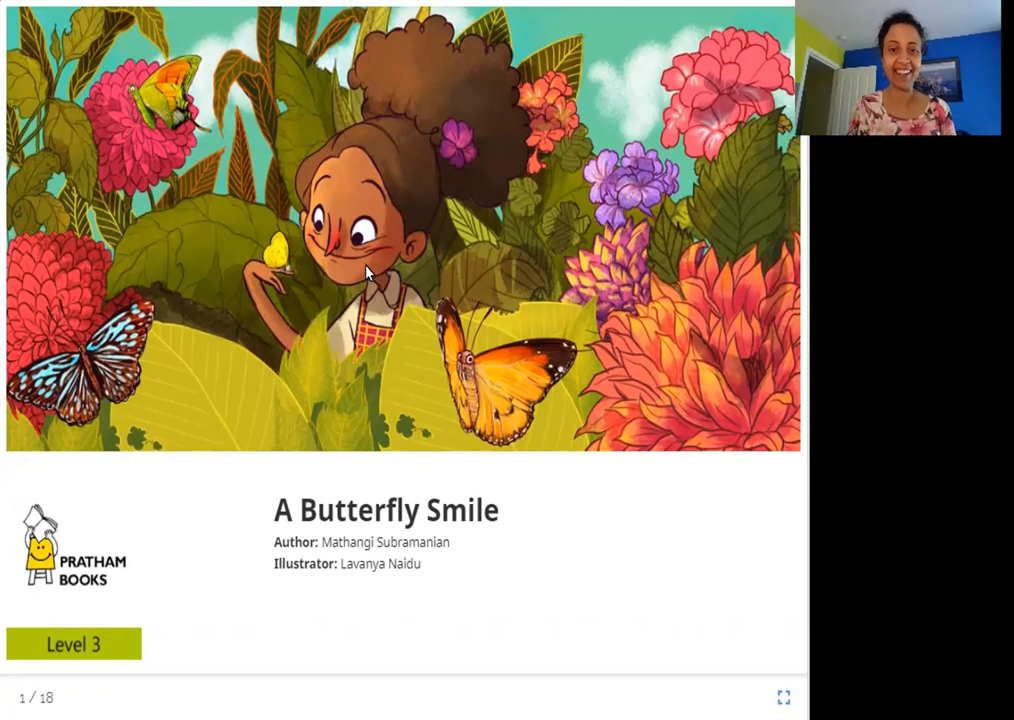 A Butterfly Smile
Author: Mathangi Subramanian
Illustrator: Lavanya Naidu
PRATHAM
BOOKS
Level 3
1 / 18